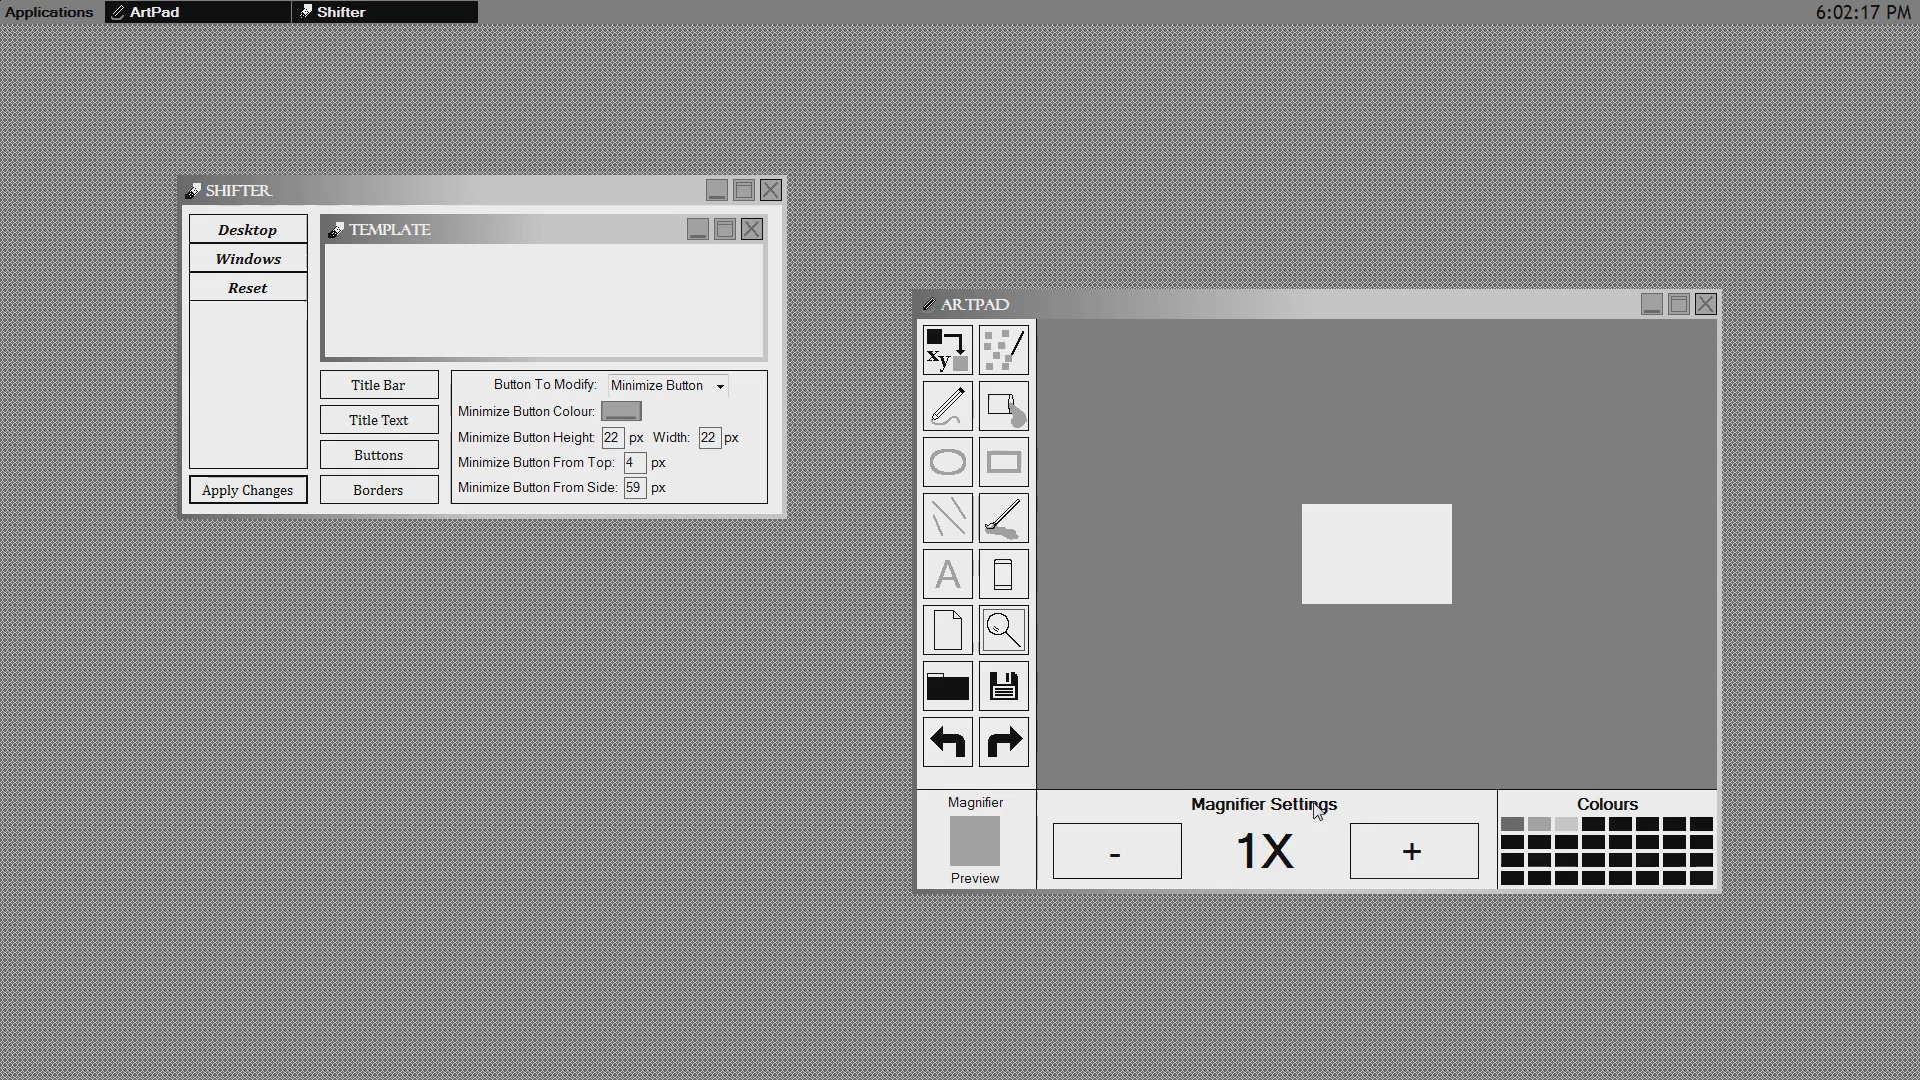 Applications
ArtPad
Shifter
6:02:17 PM
SHIFTER
Desktop
Windows
Reset
Apply Changes
TEMPLATE
Title Bar
Title Text
Buttons
Borders
Button To Modify: Minimize Button
Minimize Button Colour:
Minimize Button Height: 22 px Width: 22 px
Minimize Button From Top: 4 px
Minimize Button From Side: 59 px
ARTPAD
xy
A
Magnifier
Preview
Magnifier Settings
- 1X +
Colours